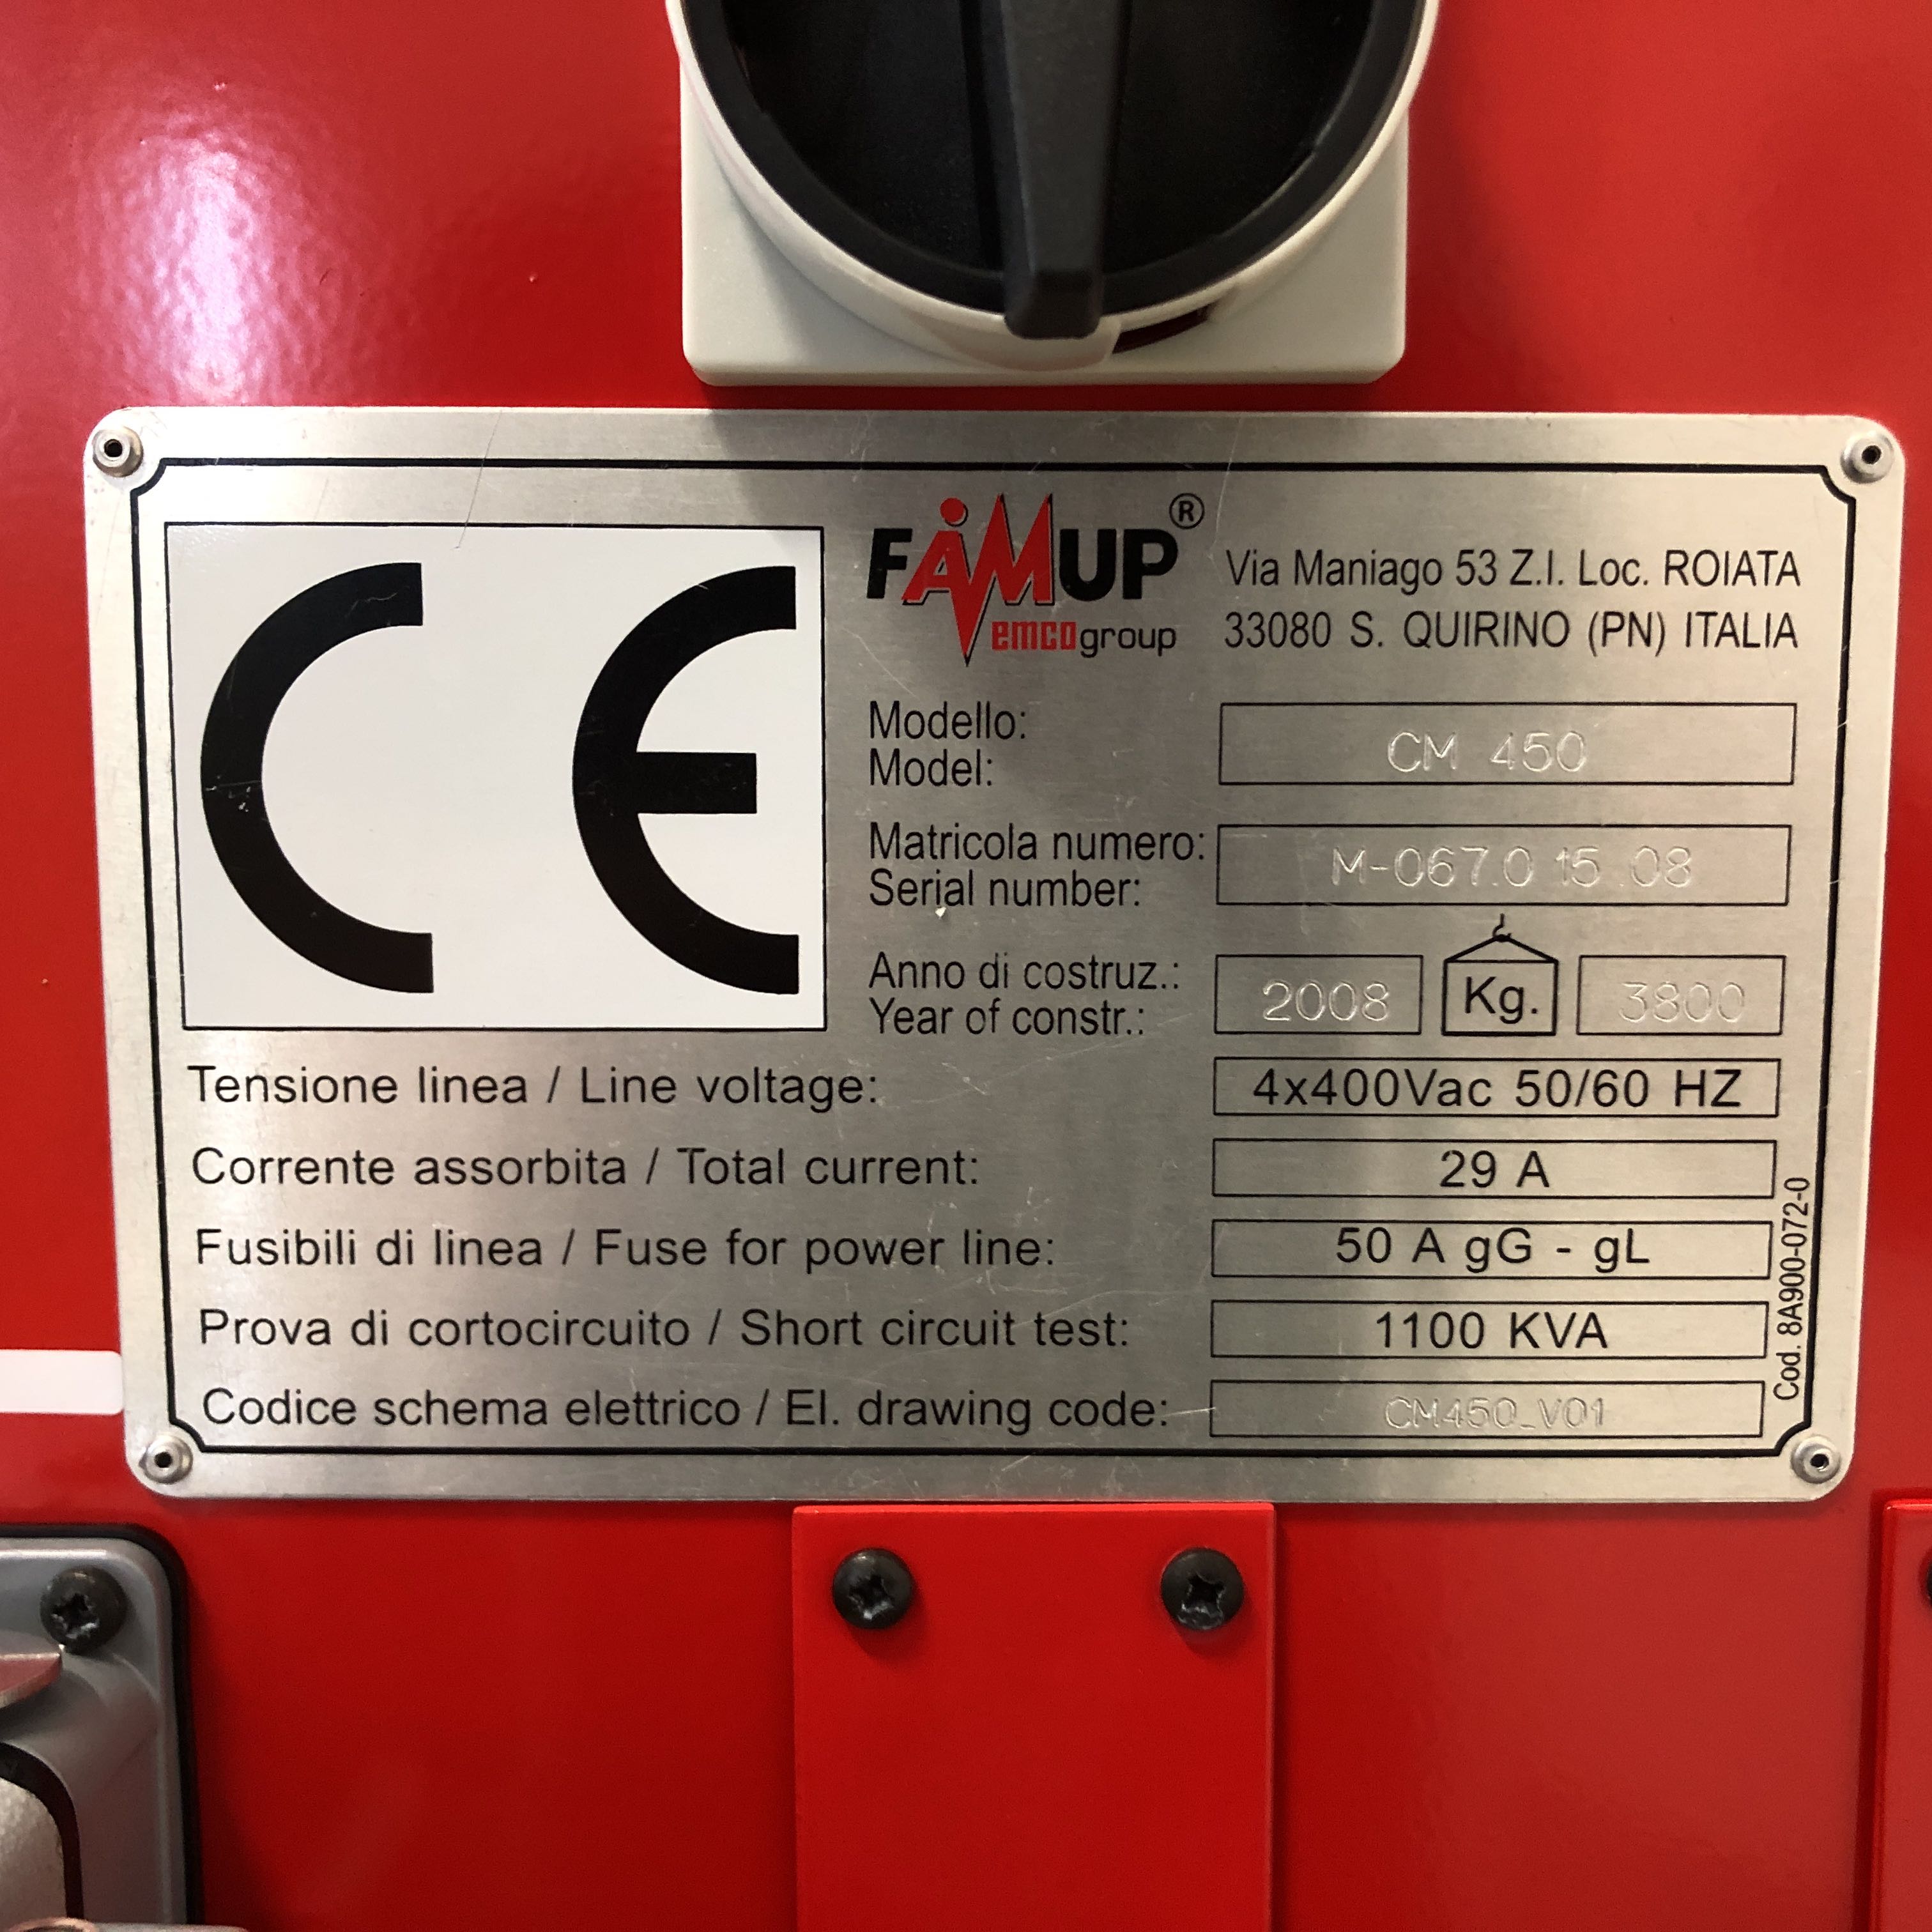 CE
FAMUP®
emcogroup
Via Maniago 53 Z.I. Loc. ROIATA
33080 S. QUIRINO (PN) ITALIA
Modello:
Model:
CM 450
Matricola numero:
Serial number:
M-067.0 15 .08
Anno di costruz.:
Year of constr.:
2008
Kg.
3800
Tensione linea / Line voltage:
4x400Vac 50/60 HZ
Corrente assorbita / Total current:
29 A
Fusibili di linea / Fuse for power line:
50 A gG - gL
Prova di cortocircuito / Short circuit test:
1100 KVA
Codice schema elettrico / El. drawing code:
CM450_V01
Cod. 8A900-072-0